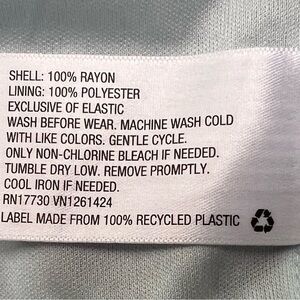 SHELL: 100% RAYON
LINING: 100% POLYESTER
EXCLUSIVE OF ELASTIC
WASH BEFORE WEAR. MACHINE WASH COLD
WITH LIKE COLORS. GENTLE CYCLE.
ONLY NON-CHLORINE BLEACH IF NEEDED.
TUMBLE DRY LOW. REMOVE PROMPTLY.
COOL IRON IF NEEDED.
RN17730 VN1261424
LABEL MADE FROM 100% RECYCLED PLASTIC